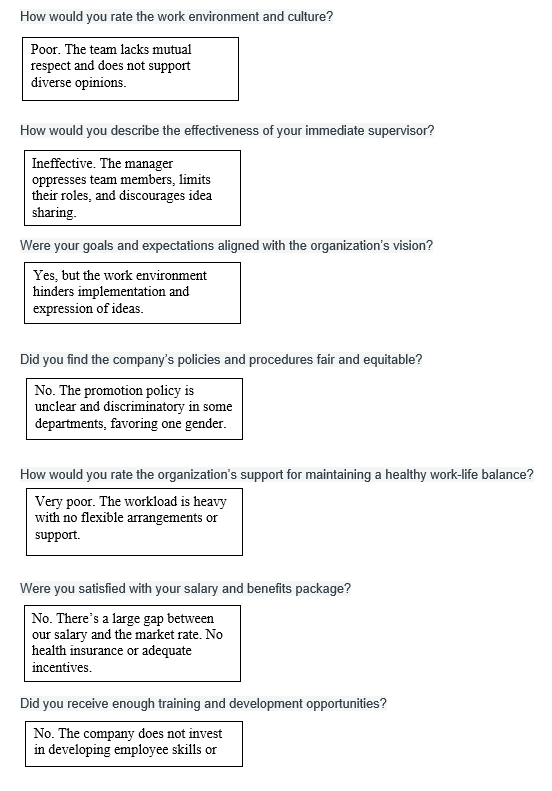 How would you rate the work environment and culture?
Poor. The team lacks mutual
respect and does not support
diverse opinions.
How would you describe the effectiveness of your immediate supervisor?
Ineffective. The manager
oppresses team members, limits
their roles, and discourages idea
sharing.
Were your goals and expectations aligned with the organization’s vision?
Yes, but the work environment
hinders implementation and
expression of ideas.
Did you find the company’s policies and procedures fair and equitable?
No. The promotion policy is
unclear and discriminatory in some
departments, favoring one gender.
How would you rate the organization’s support for maintaining a healthy work-life balance?
Very poor. The workload is heavy
with no flexible arrangements or
support.
Were you satisfied with your salary and benefits package?
No. There’s a large gap between
our salary and the market rate. No
health insurance or adequate
incentives.
Did you receive enough training and development opportunities?
No. The company does not invest
in developing employee skills or